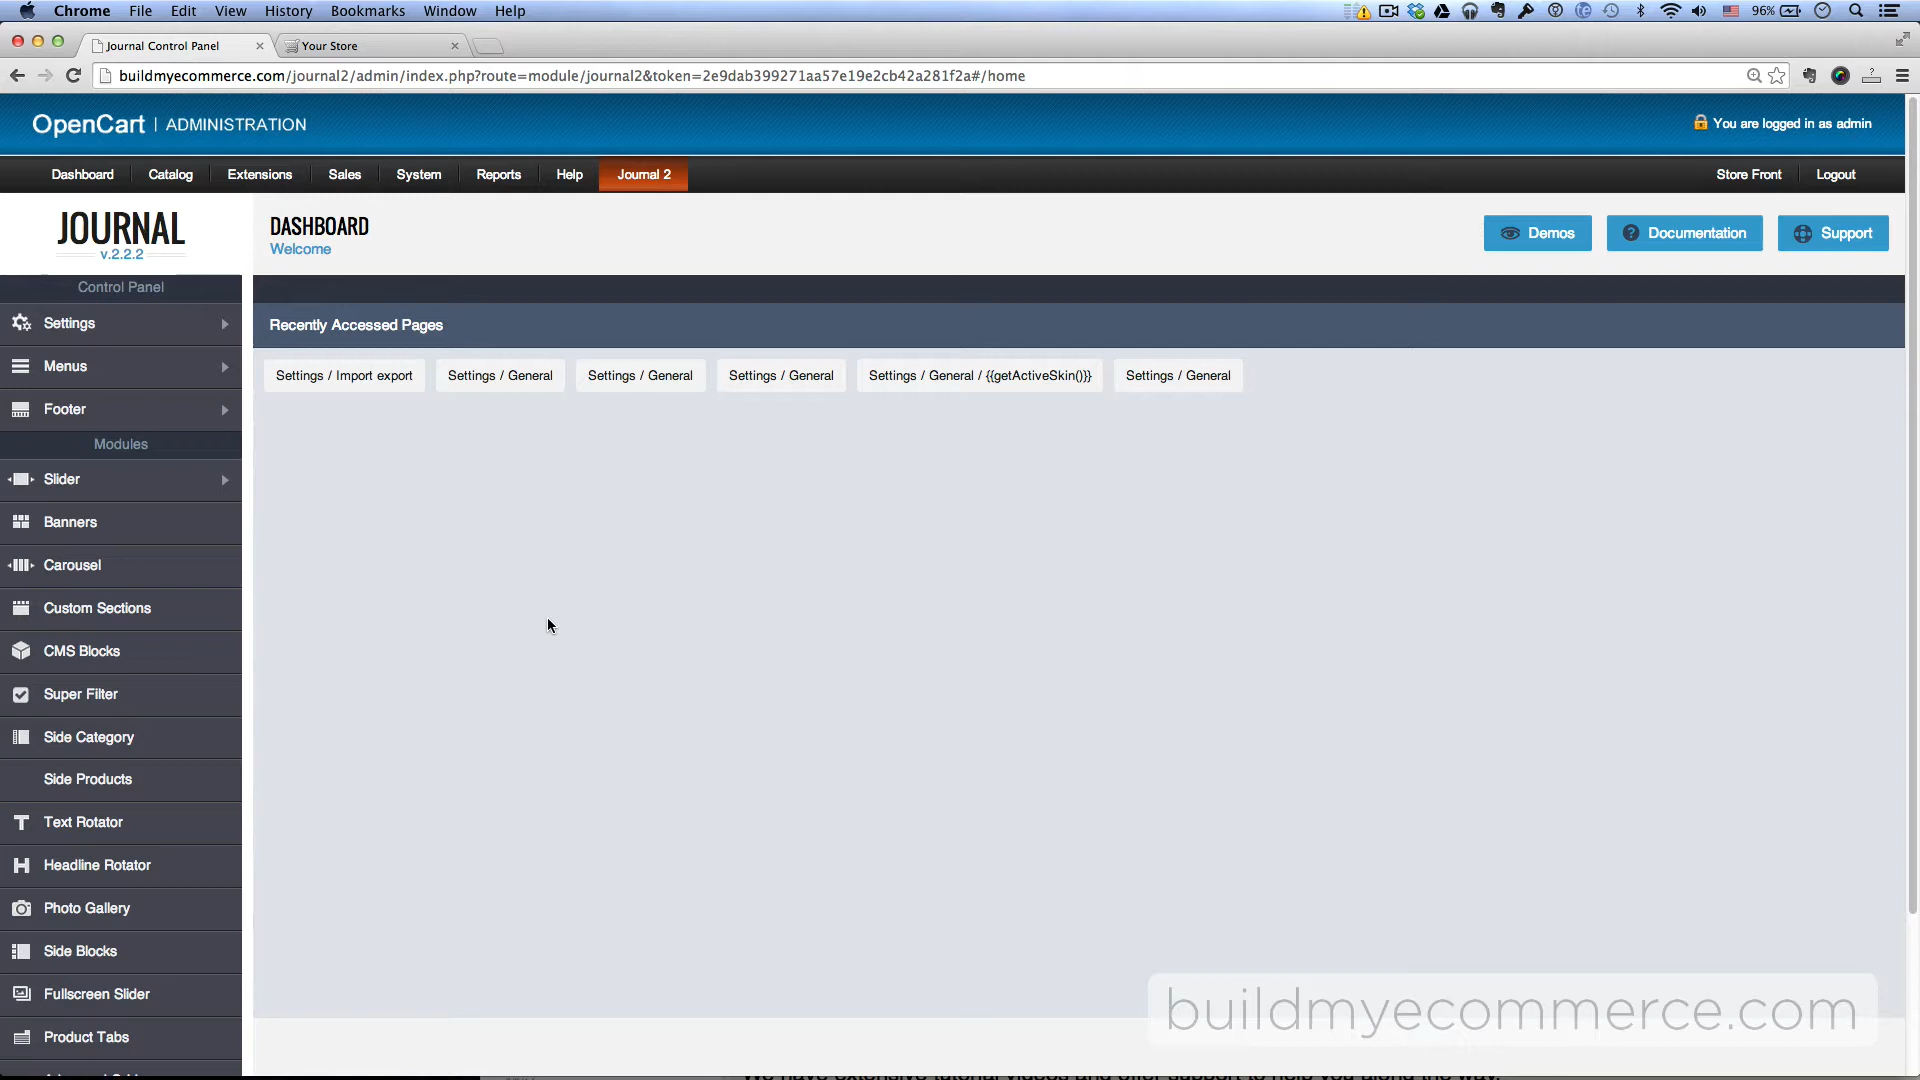 Chrome File Edit View History Bookmarks Window Help 96%
Journal Control Panel Your Store
buildmyecommerce.com/journal2/admin/index.php?route=module/journal2&token=2e9dab399271aa57e19e2cb42a281f2a#/home
OpenCart | ADMINISTRATION You are logged in as admin
Dashboard Catalog Extensions Sales System Reports Help Journal 2 Store Front Logout
JOURNAL
v.2.2.2
DASHBOARD
Welcome
Demos Documentation Support
Control Panel
Settings
Menus
Footer
Modules
Slider
Banners
Carousel
Custom Sections
CMS Blocks
Super Filter
Side Category
Side Products
Text Rotator
Headline Rotator
Photo Gallery
Side Blocks
Fullscreen Slider
Product Tabs
Recently Accessed Pages
Settings / Import export Settings / General Settings / General Settings / General Settings / General / {{getActiveSkin()}} Settings / General
buildmyecommerce.com